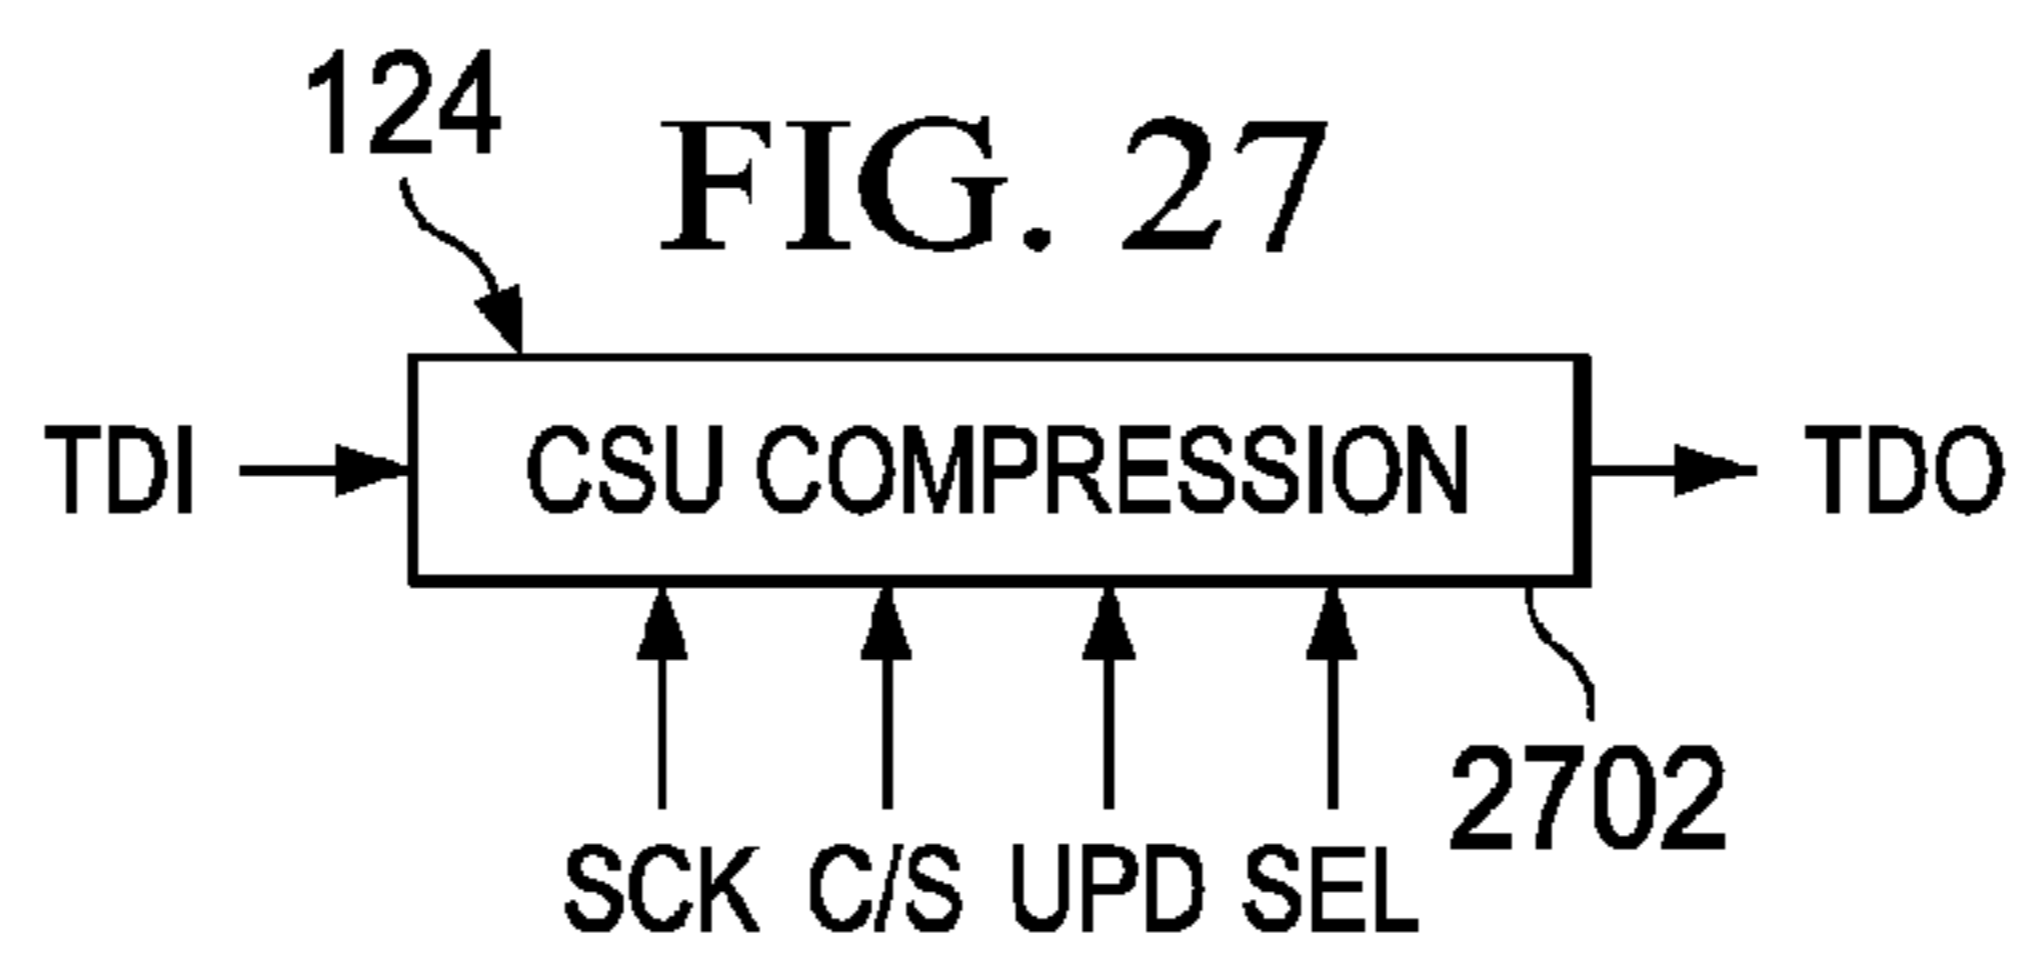 124
FIG. 27
TDI CSU COMPRESSION TDO
2702
SCK C/S UPD SEL